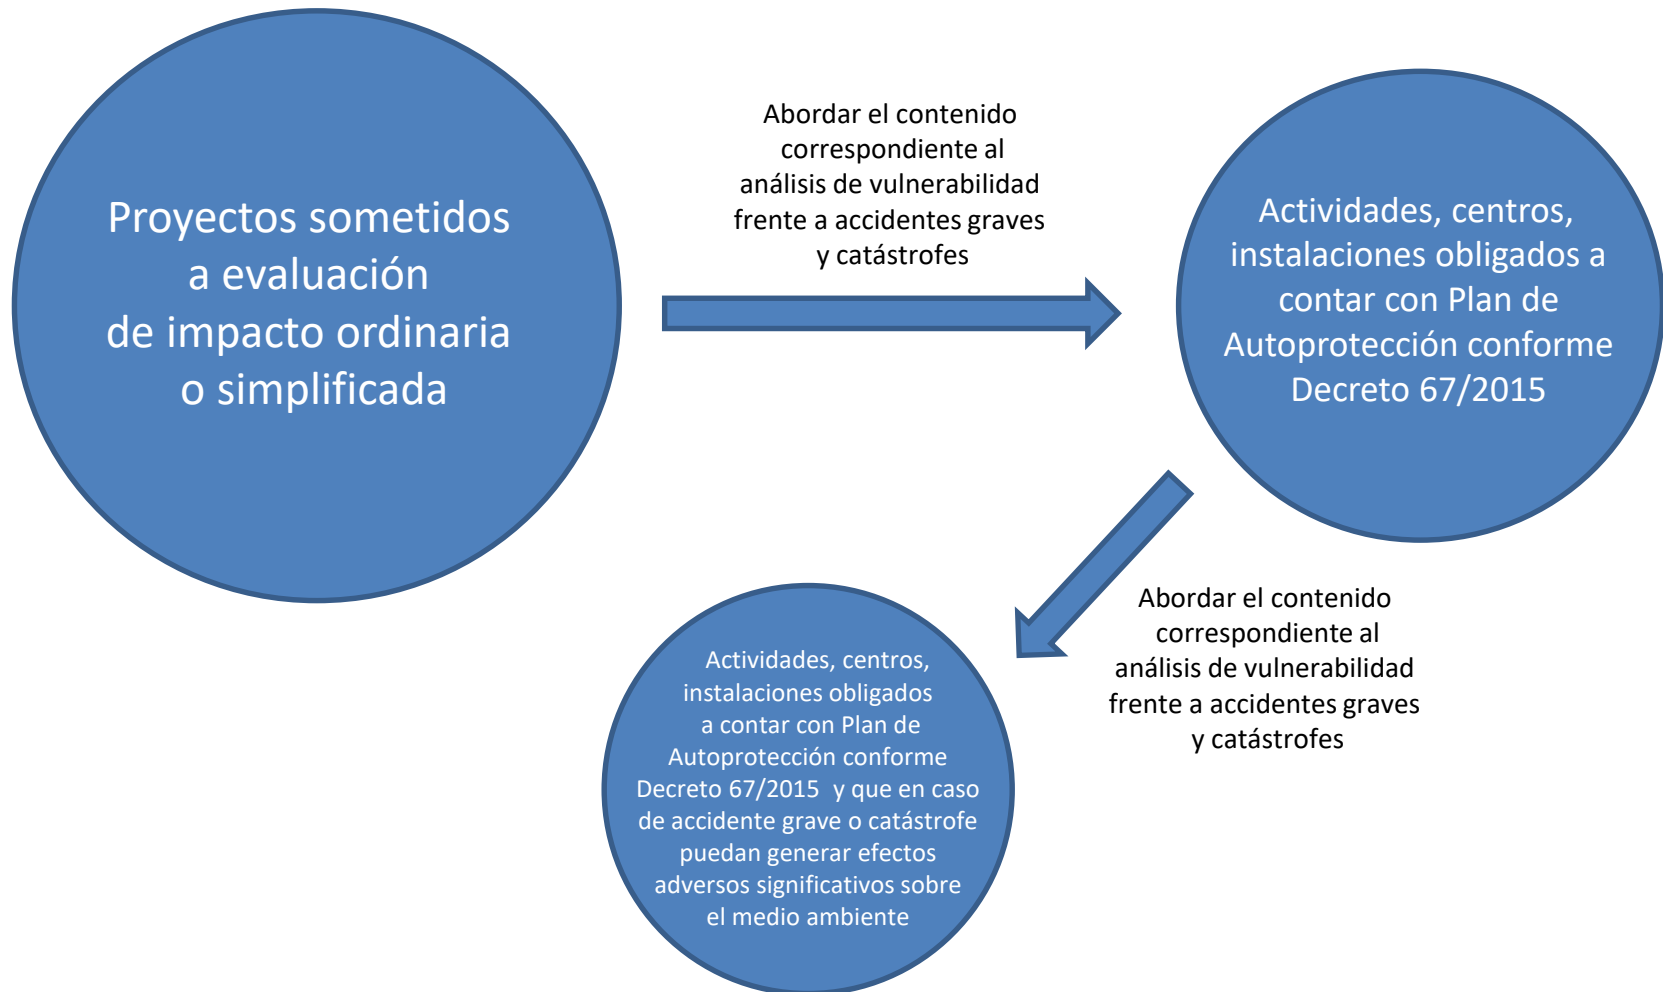 Proyectos sometidos
a evaluación
de impacto ordinaria
o simplificada
Abordar el contenido
correspondiente al
análisis de vulnerabilidad
frente a accidentes graves
y catástrofes
Actividades, centros,
instalaciones obligados a
contar con Plan de
Autoprotección conforme
Decreto 67/2015
Abordar el contenido
correspondiente al
análisis de vulnerabilidad
frente a accidentes graves
y catástrofes
Actividades, centros,
instalaciones obligados
a contar con Plan de
Autoprotección conforme
Decreto 67/2015 y que en caso
de accidente grave o catástrofe
puedan generar efectos
adversos significativos sobre
el medio ambiente